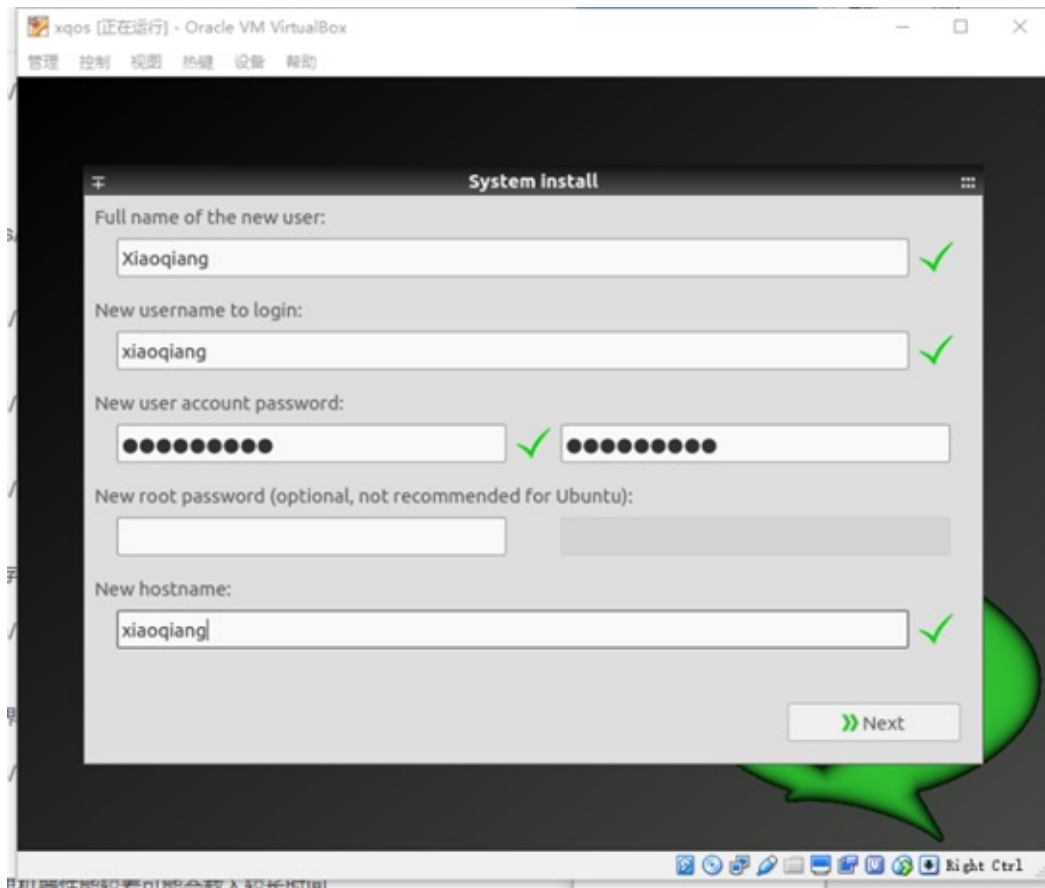 xqos [正在运行] - Oracle VM VirtualBox
管理 控制 视图 热键 设备 帮助
System install
Full name of the new user:
Xiaoqiang
New username to login:
xiaoqiang
New user account password:
●●●●●●●●● ●●●●●●●●●
New root password (optional, not recommended for Ubuntu):
New hostname:
xiaoqiang
Next
Right Ctrl